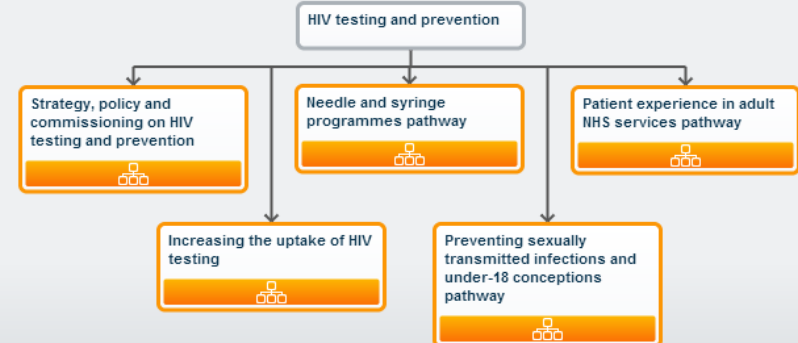 HIV testing and prevention
Strategy, policy and
commissioning on HIV
testing and prevention
Needle and syringe
programmes pathway
Patient experience in adult
NHS services pathway
Increasing the uptake of HIV
testing
Preventing sexually
transmitted infections and
under-18 conceptions
pathway